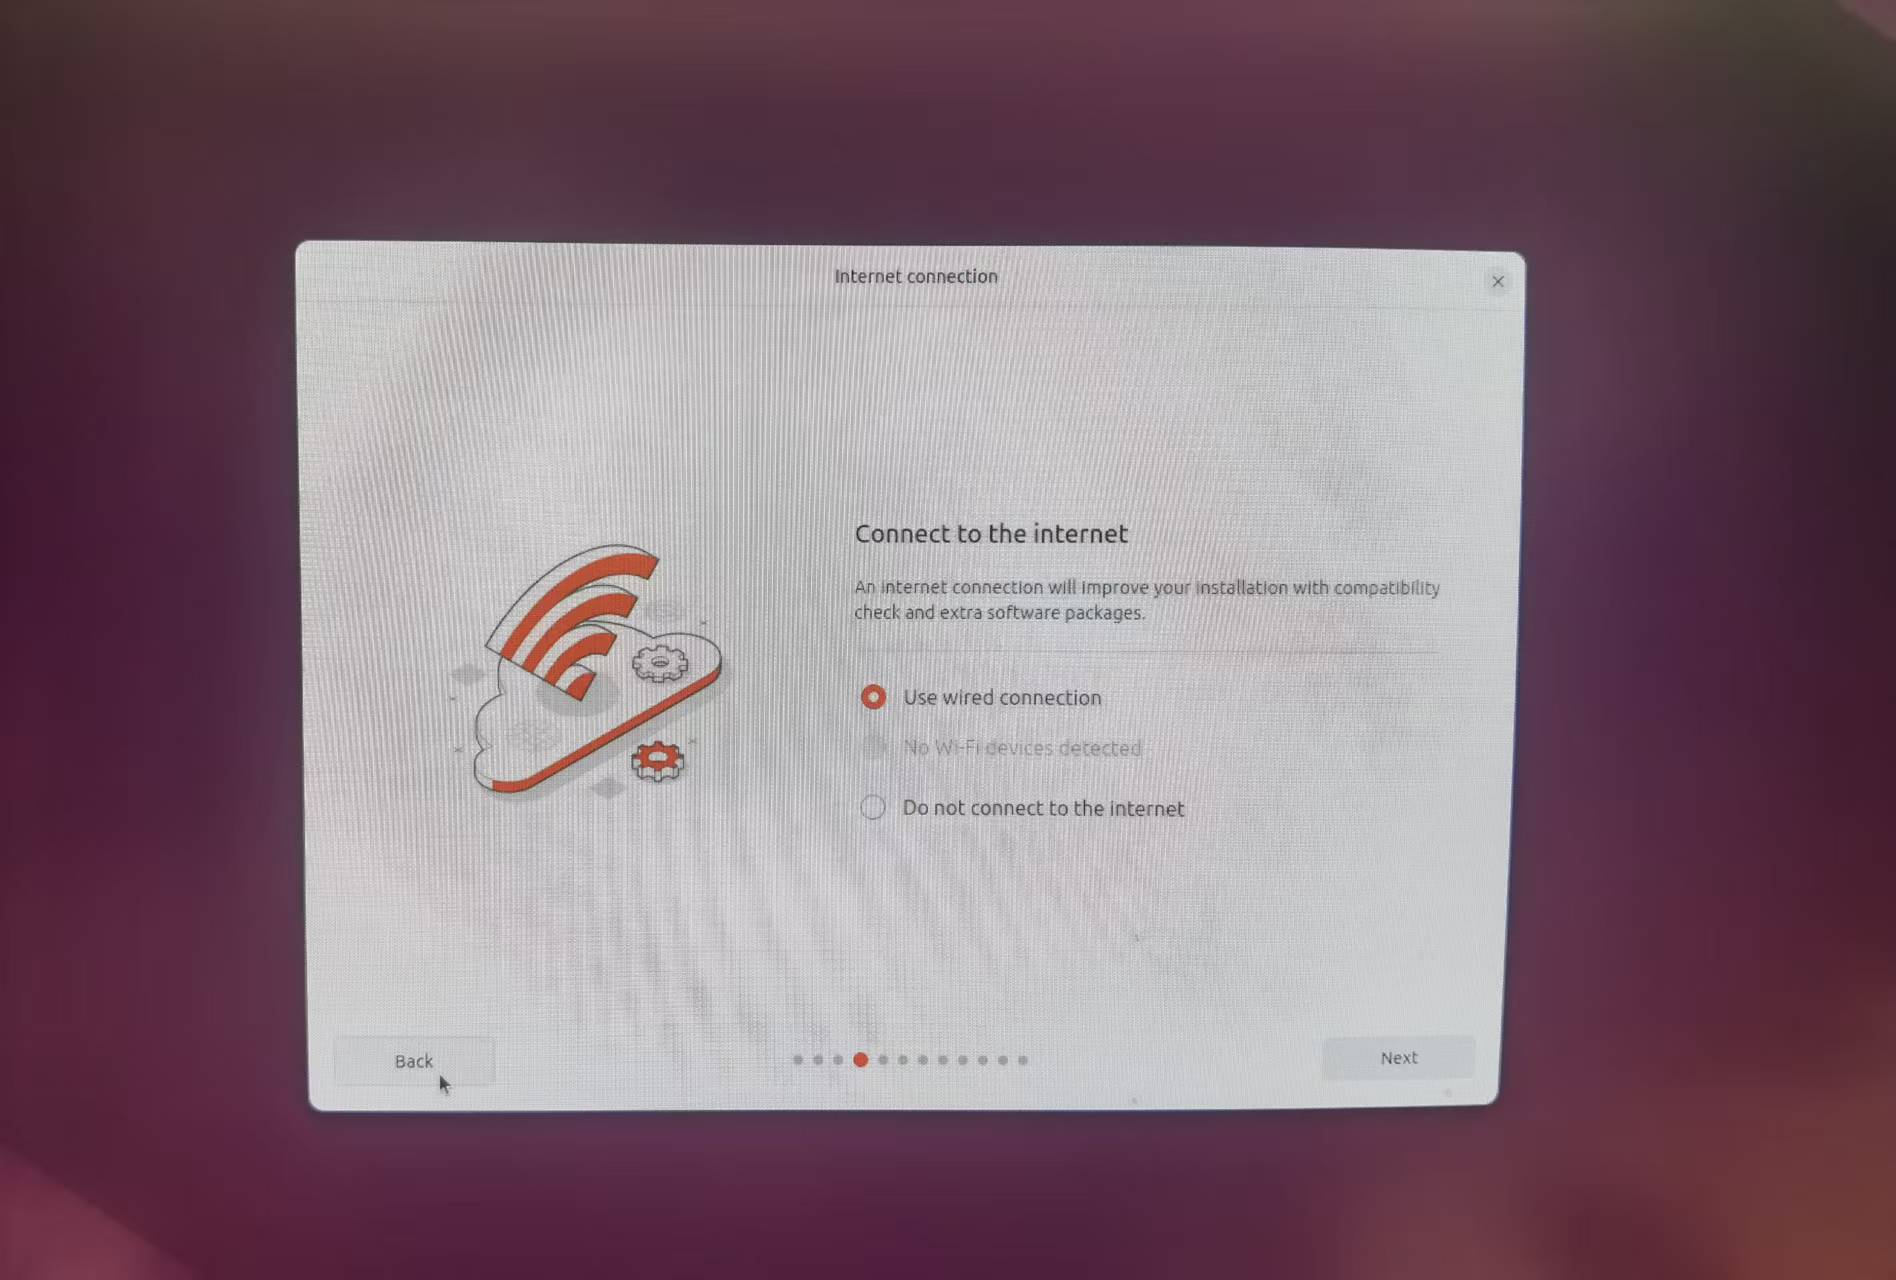 Internet connection
Connect to the internet
An internet connection will improve your installation with compatibility
check and extra software packages.
Use wired connection
No Wi-Fi devices detected
Do not connect to the internet
Back
Next